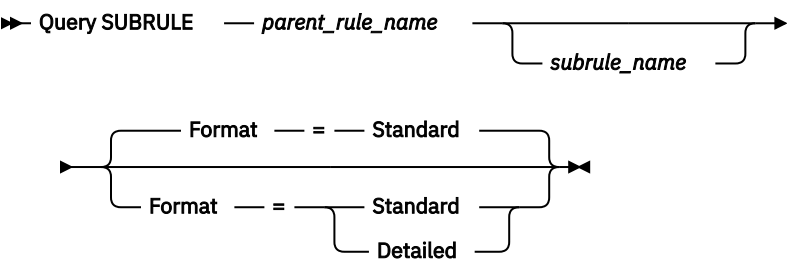 Query SUBRULE parent_rule_name
subrule_name
Format = Standard
Format = Standard
Detailed